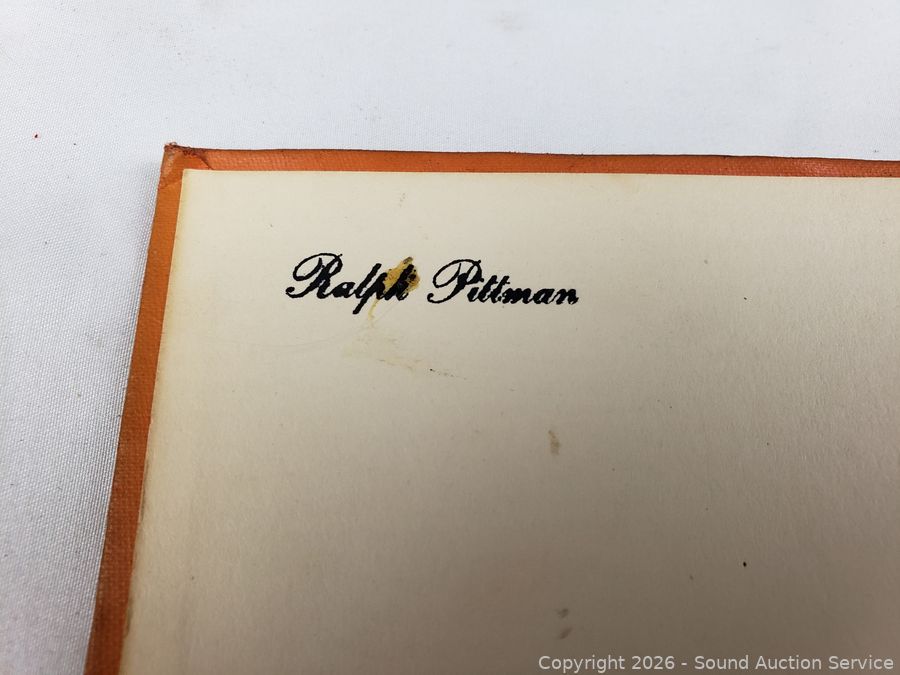 Ralph Pittman
Copyright 2026 - Sound Auction Service